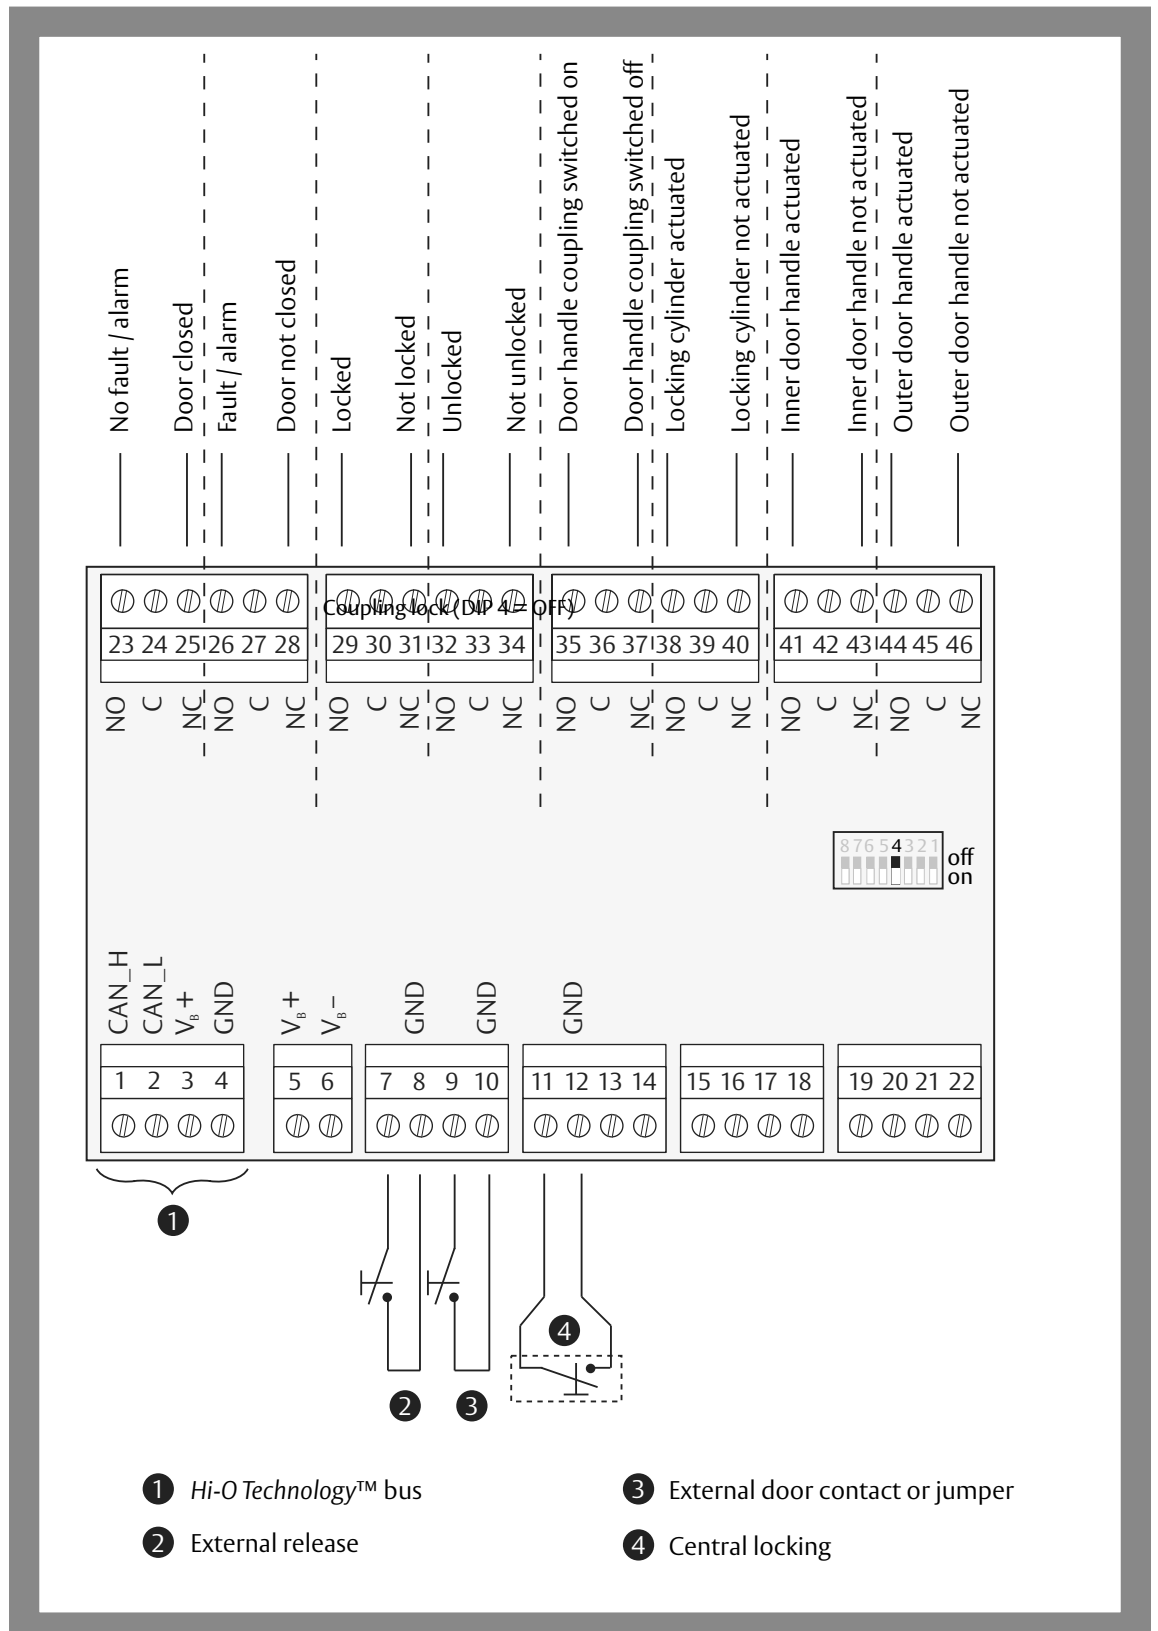 No fault / alarm
Door closed
Fault / alarm
Door not closed
Locked
Not locked
Unlocked
Not unlocked
Door handle coupling switched on
Door handle coupling switched off
Locking cylinder actuated
Locking cylinder not actuated
Inner door handle actuated
Inner door handle not actuated
Outer door handle actuated
Outer door handle not actuated
Coupling lock (DIP 4 = OFF)
23 24 25 26 27 28 29 30 31 32 33 34 35 36 37 38 39 40 41 42 43 44 45 46
NO C NC NO C NC NO C NC NO C NC NO C NC NO C NC NO C NC NO C NC
8 7 6 5 4 3 2 1
off
on
CAN_H
CAN_L
VB +
GND
VB +
VB –
GND
GND
GND
1 2 3 4 5 6 7 8 9 10 11 12 13 14 15 16 17 18 19 20 21 22
1
4
2 3
1 Hi-O Technology™ bus
2 External release
3 External door contact or jumper
4 Central locking